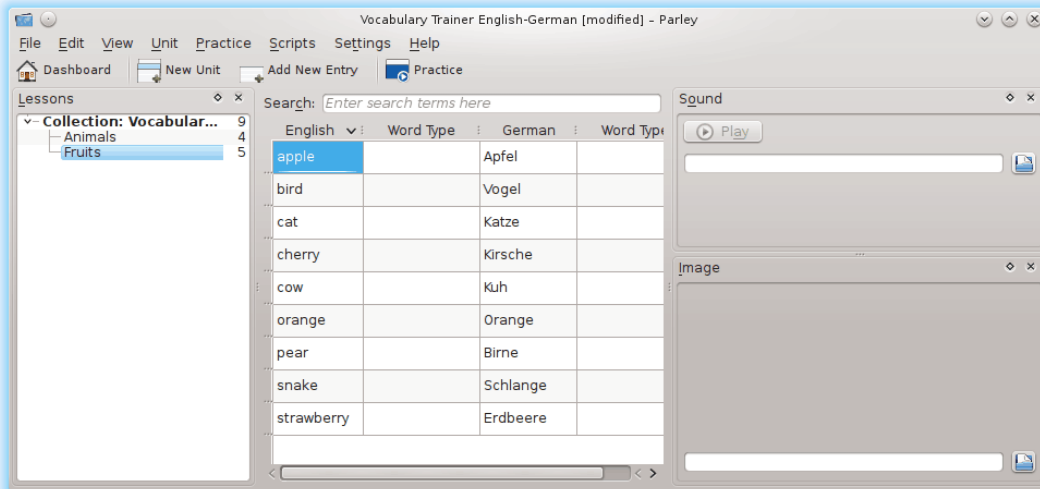 Vocabulary Trainer English-German [modified] – Parley
File Edit View Unit Practice Scripts Settings Help
Dashboard New Unit Add New Entry Practice
Lessons
Collection: Vocabular... 9
Animals 4
Fruits 5
Search: Enter search terms here
English Word Type German Word Type
apple Apfel
bird Vogel
cat Katze
cherry Kirsche
cow Kuh
orange Orange
pear Birne
snake Schlange
strawberry Erdbeere
Sound
Play
Image